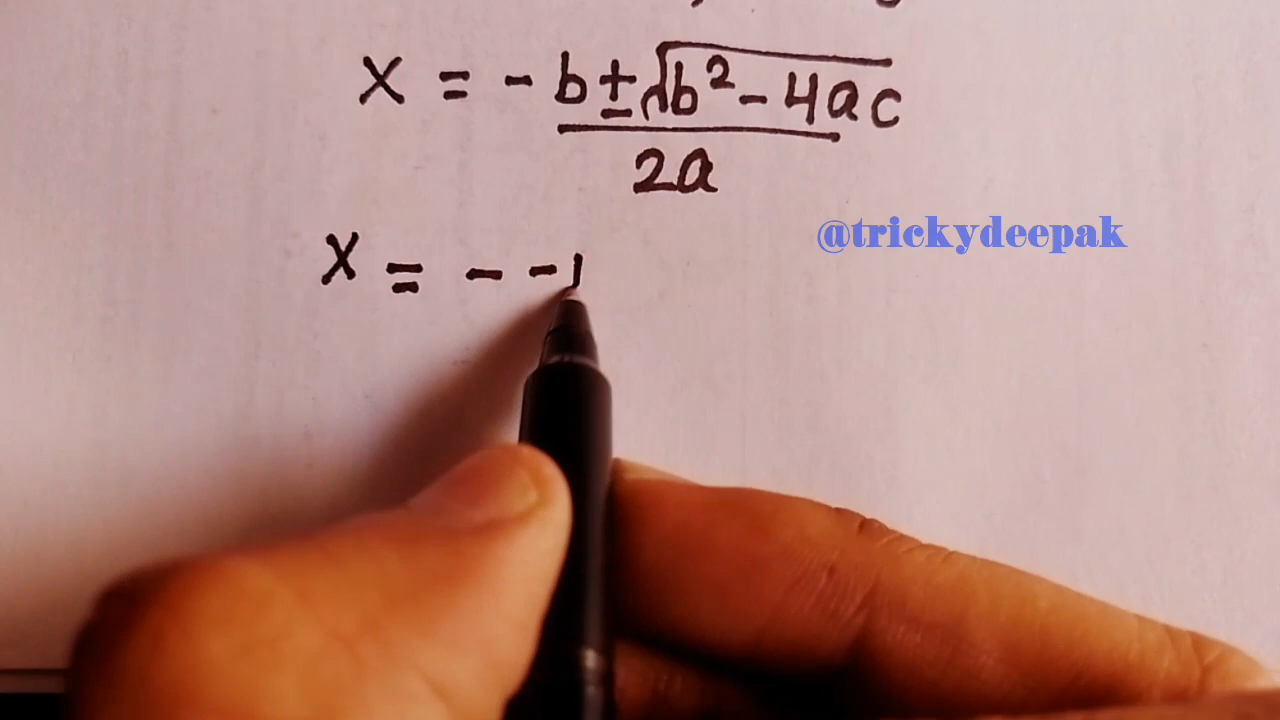 x = - b ± √b² - 4ac
2a
@trickydeepak
x = - - 1